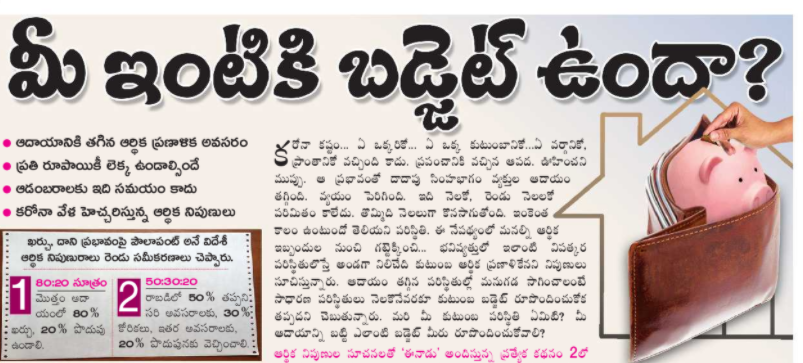 మీ ఇంటికి బడ్జెట్ ఉందా?
● ఆదాయానికి తగిన ఆర్థిక ప్రణాళిక అవసరం
● ప్రతి రూపాయికీ లెక్క ఉండాల్సిందే
● ఆడంబరాలకు ఇది సమయం కాదు
● కరోనా వేళ హెచ్చరిస్తున్న ఆర్థిక నిపుణులు
ఖర్చు, దాని ప్రభావంపై పౌలాపంట్ అనే విదేశీ
ఆర్థిక నిపుణురాలు రెండు సమీకరణాలు చెప్పారు.
1 80:20 సూత్రం
మొత్తం ఆదా
యంలో 80%
ఖర్చు, 20% పొదుపు
ఉండాలి.
2 50:30:20
రాబడిలో 50% తప్పని
సరి అవసరాలకు, 30%
కోరికలు, ఇతర అవసరాలకు,
20% పొదుపునకు వెచ్చించాలి.
కరోనా కష్టం... ఏ ఒక్కరికో... ఏ ఒక్క కుటుంబానికో...ఏ వర్గానికో,
ప్రాంతానికో వచ్చింది కాదు. ప్రపంచానికి వచ్చిన ఆపద. ఊహించని
ముప్పు. ఆ ప్రభావంతో దాదాపు సింహభాగం వ్యక్తుల ఆదాయం
తగ్గింది. వ్యయం పెరిగింది. ఇది నెలకో, రెండు నెలలకో
పరిమితం కాలేదు. తొమ్మిది నెలలుగా కొనసాగుతోంది. ఇంకెంత
కాలం ఉంటుందో తెలియని పరిస్థితి. ఈ నేపథ్యంలో మనల్ని ఆర్థిక
ఇబ్బందుల నుంచి గట్టెక్కించి... భవిష్యత్తులో ఇలాంటి విపత్కర
పరిస్థితులొస్తే అండగా నిలిచేది కుటుంబ ఆర్థిక ప్రణాళికేనని నిపుణులు
సూచిస్తున్నారు. ఆదాయం తగ్గిన పరిస్థితుల్లో మనుగడ సాగించాలంటే
సాధారణ పరిస్థితులు నెలకొనేవరకూ కుటుంబ బడ్జెట్ రూపొందించుకోక
తప్పదని చెబుతున్నారు. మరి మీ కుటుంబ పరిస్థితి ఏమిటి? మీ
ఆదాయాన్ని బట్టి ఎలాంటి బడ్జెట్ మీరు రూపొందించుకోవాలి?
ఆర్థిక నిపుణుల సూచనలతో 'ఈనాడు' అందిస్తున్న ప్రత్యేక కథనం 2లో